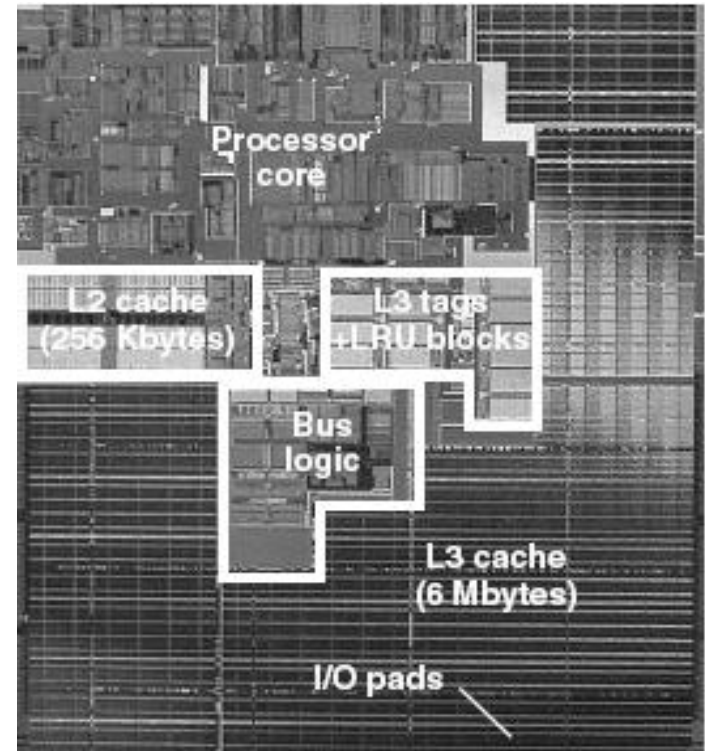 Processor
core
L2 cache
(256 Kbytes)
L3 tags
+LRU blocks
Bus
logic
L3 cache
(6 Mbytes)
I/O pads